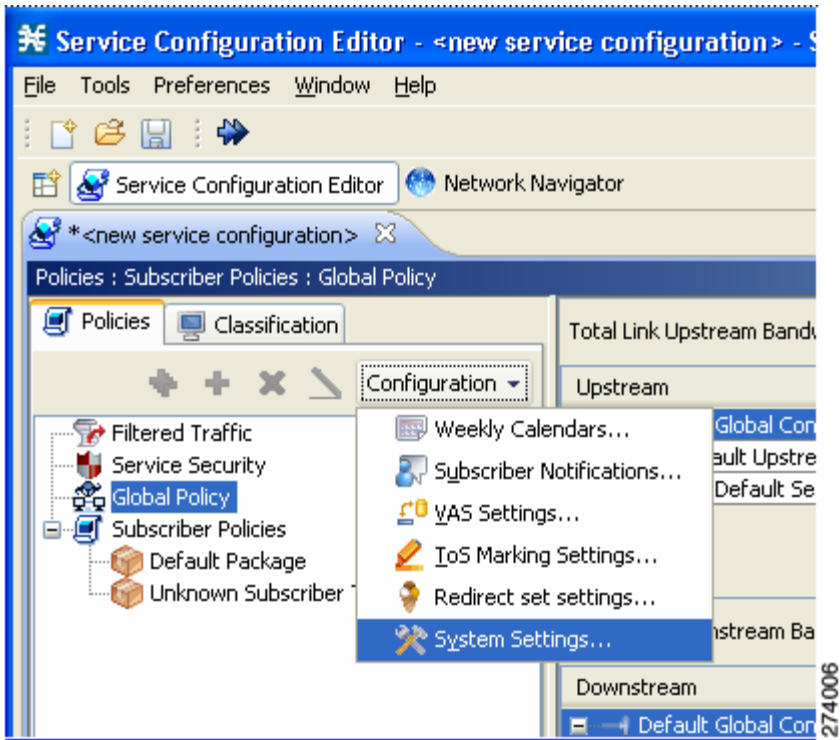 Service Configuration Editor - <new service configuration> - S
File Tools Preferences Window Help
Service Configuration Editor Network Navigator
*<new service configuration>
Policies : Subscriber Policies : Global Policy
Policies Classification
Configuration
Filtered Traffic
Service Security
Global Policy
Subscriber Policies
Default Package
Unknown Subscriber
Weekly Calendars...
Subscriber Notifications...
VAS Settings...
ToS Marking Settings...
Redirect set settings...
System Settings...
Total Link Upstream Bandw
Upstream
Global Con
ault Upstre
Default Se
nstream Ba
Downstream
Default Global Con
274006